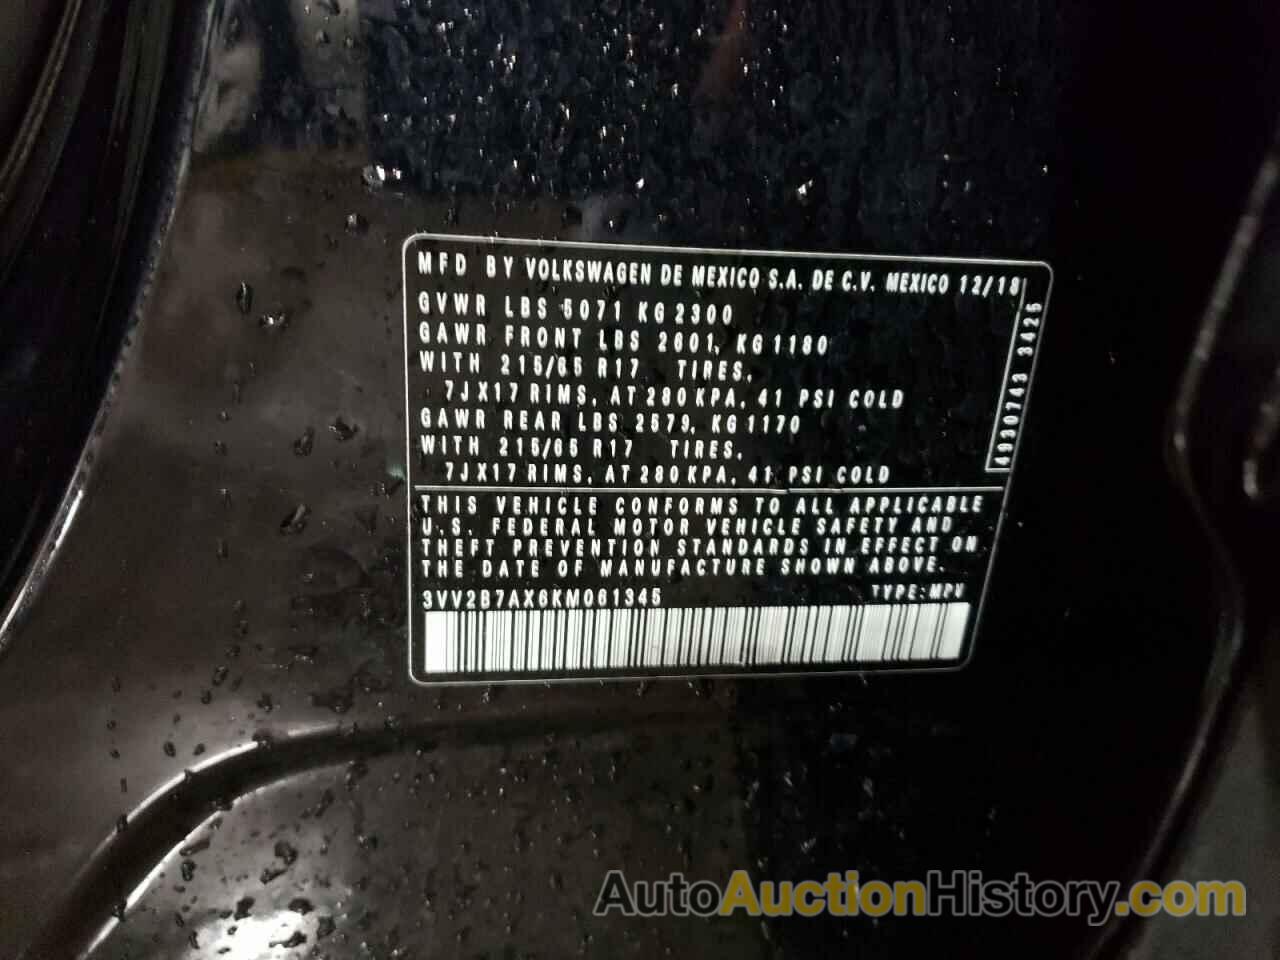 MFD BY VOLKSWAGEN DE MEXICO S.A. DE C.V. MEXICO 12/18
GVWR LBS 5071 KG 2300
GAWR FRONT LBS 2601, KG 1180
WITH 215/65 R17 TIRES,
7JX17 RIMS, AT 280 KPA, 41 PSI COLD
GAWR REAR LBS 2579, KG 1170
WITH 215/65 R17 TIRES,
7JX17 RIMS, AT 280 KPA, 41 PSI COLD
4930743 3425
THIS VEHICLE CONFORMS TO ALL APPLICABLE
U.S. FEDERAL MOTOR VEHICLE SAFETY AND
THEFT PREVENTION STANDARDS IN EFFECT ON
THE DATE OF MANUFACTURE SHOWN ABOVE.
3VV2B7AX6KM061345 TYPE:MPV
AutoAuctionHistory.com